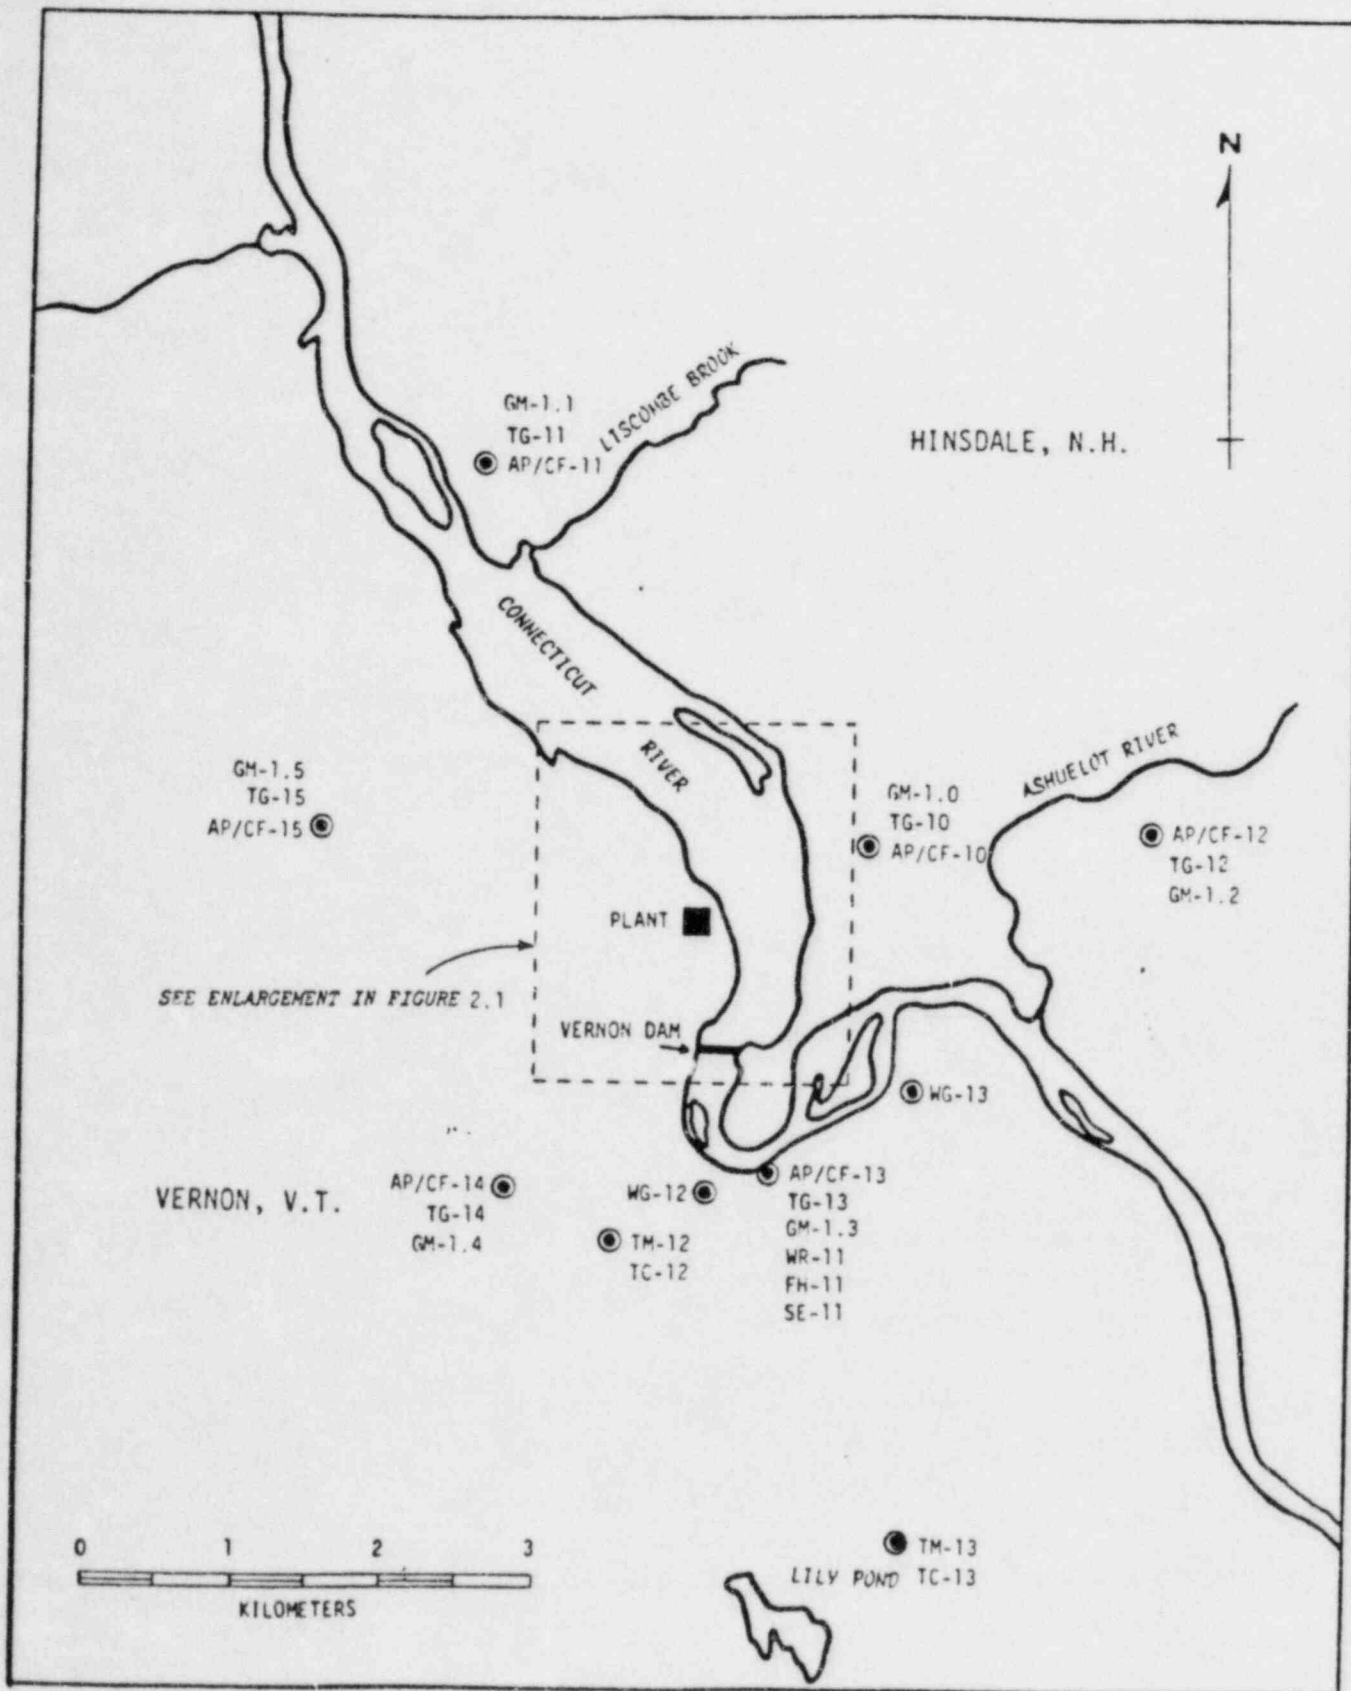 N
GM-1.1
TG-11
AP/CF-11
LISCOMBE BROOK
HINSDALE, N.H.
CONNECTICUT
RIVER
ASHUELOT RIVER
GM-1.5
TG-15
AP/CF-15
GM-1.0
TG-10
AP/CF-10
AP/CF-12
TG-12
GM-1.2
PLANT
SEE ENLARGEMENT IN FIGURE 2.1
VERNON DAM
WG-13
VERNON, V.T.
AP/CF-14
TG-14
GM-1.4
WG-12
TM-12
TC-12
AP/CF-13
TG-13
GM-1.3
WR-11
FH-11
SE-11
0 1 2 3
KILOMETERS
TM-13
LILY POND TC-13